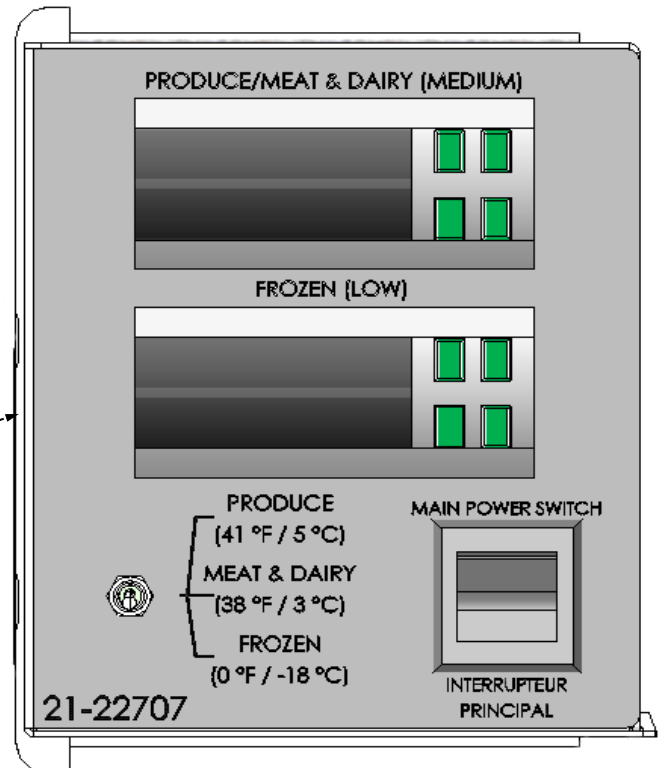 PRODUCE/MEAT & DAIRY (MEDIUM)
FROZEN (LOW)
PRODUCE
(41 °F / 5 °C)
MEAT & DAIRY
(38 °F / 3 °C)
FROZEN
(0 °F / -18 °C)
MAIN POWER SWITCH
INTERRUPTEUR
PRINCIPAL
21-22707